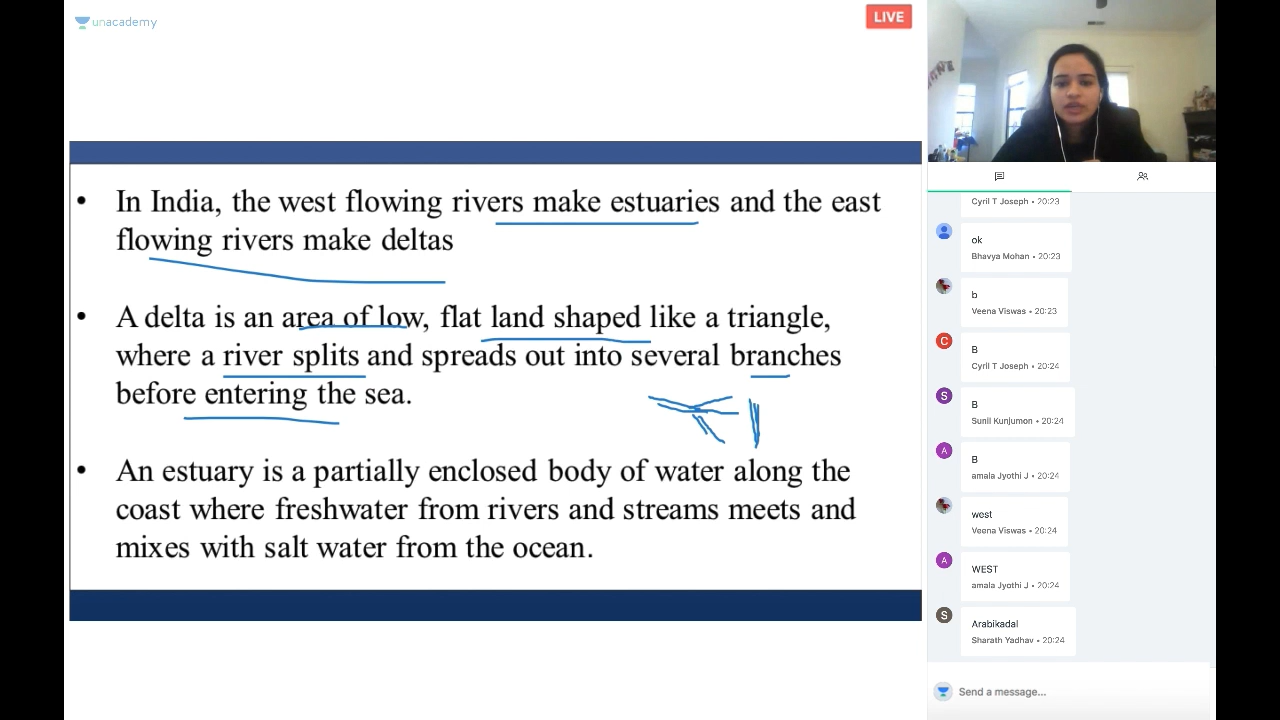 unacademy
LIVE
• In India, the west flowing rivers make estuaries and the east
flowing rivers make deltas
• A delta is an area of low, flat land shaped like a triangle,
where a river splits and spreads out into several branches
before entering the sea.
• An estuary is a partially enclosed body of water along the
coast where freshwater from rivers and streams meets and
mixes with salt water from the ocean.
Cyril T Joseph • 20:23
ok
Bhavya Mohan • 20:23
b
Veena Viswas • 20:23
C
B
Cyril T Joseph • 20:24
S
B
Sunil Kunjumon • 20:24
A
B
amala Jyothi J • 20:24
west
Veena Viswas • 20:24
A
WEST
amala Jyothi J • 20:24
S
Arabikadal
Sharath Yadhav • 20:24
Send a message...